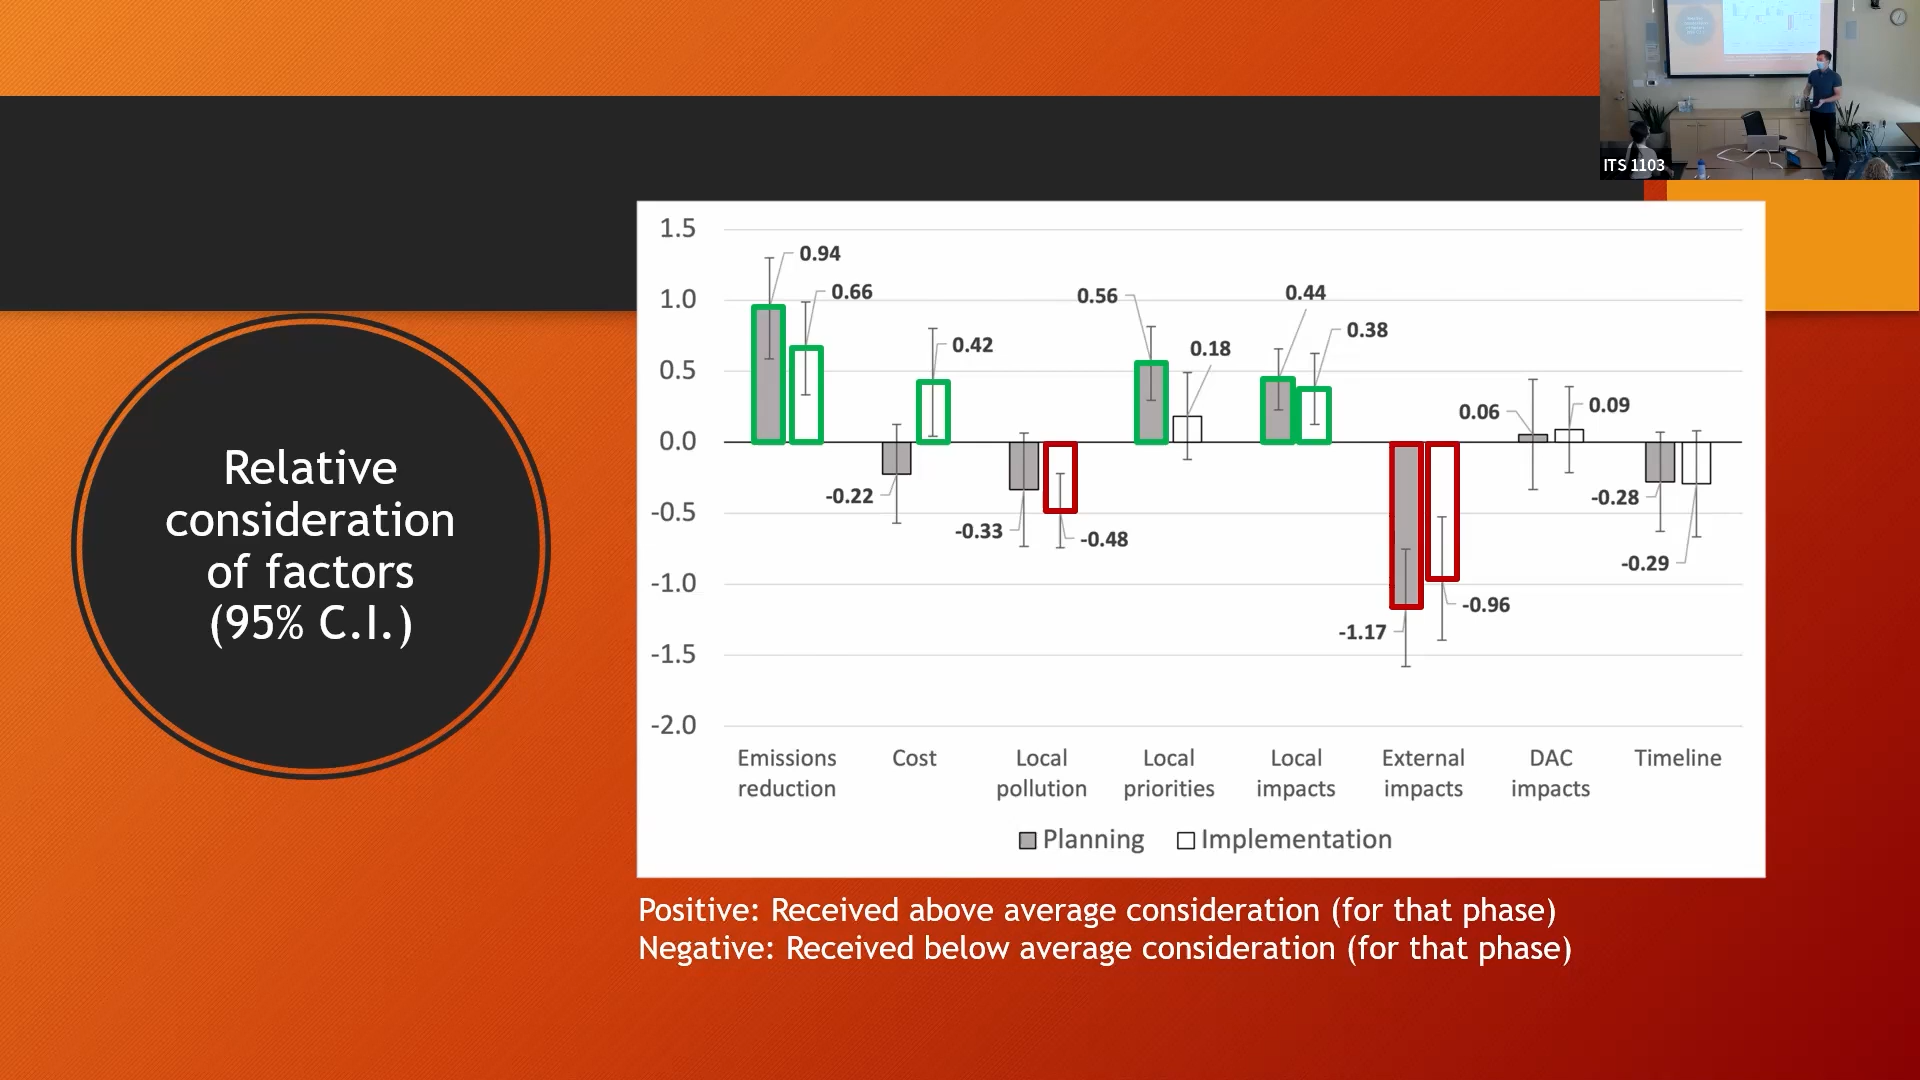 ITS 1103
Relative
consideration
of factors
(95% C.I.)
1.5
1.0
0.5
0.0
-0.5
-1.0
-1.5
-2.0
0.94
0.66
-0.22
0.42
-0.33
-0.48
0.56
0.18
0.44
0.38
-1.17
-0.96
0.06
0.09
-0.28
-0.29
Emissions
reduction
Cost
Local
pollution
Local
priorities
Local
impacts
External
impacts
DAC
impacts
Timeline
Planning
Implementation
Positive: Received above average consideration (for that phase)
Negative: Received below average consideration (for that phase)